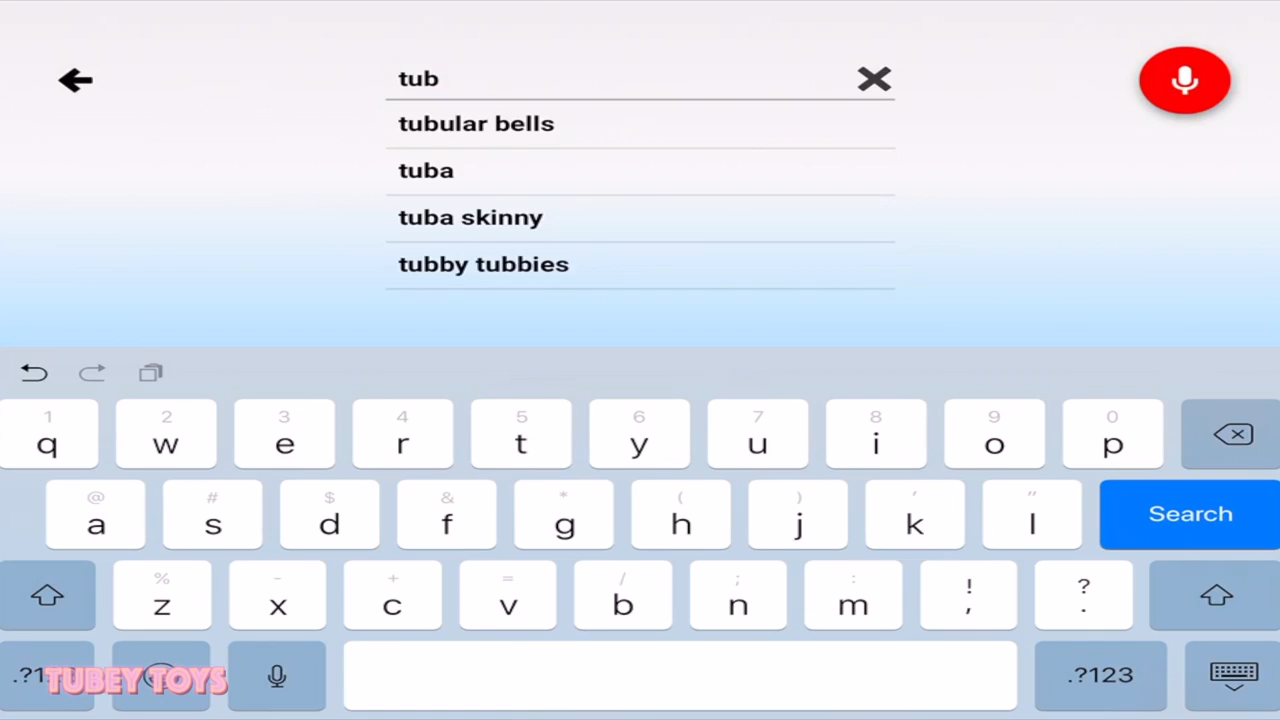 tub
tubular bells
tuba
tuba skinny
tubby tubbies
1 2 3 4 5 6 7 8 9 0
q w e r t y u i o p
@ # $ & * ( ) ' "
a s d f g h j k l Search
% - + = / ; : ! ?
z x c v b n m , .
.?1 TUBEY TOYS .?123